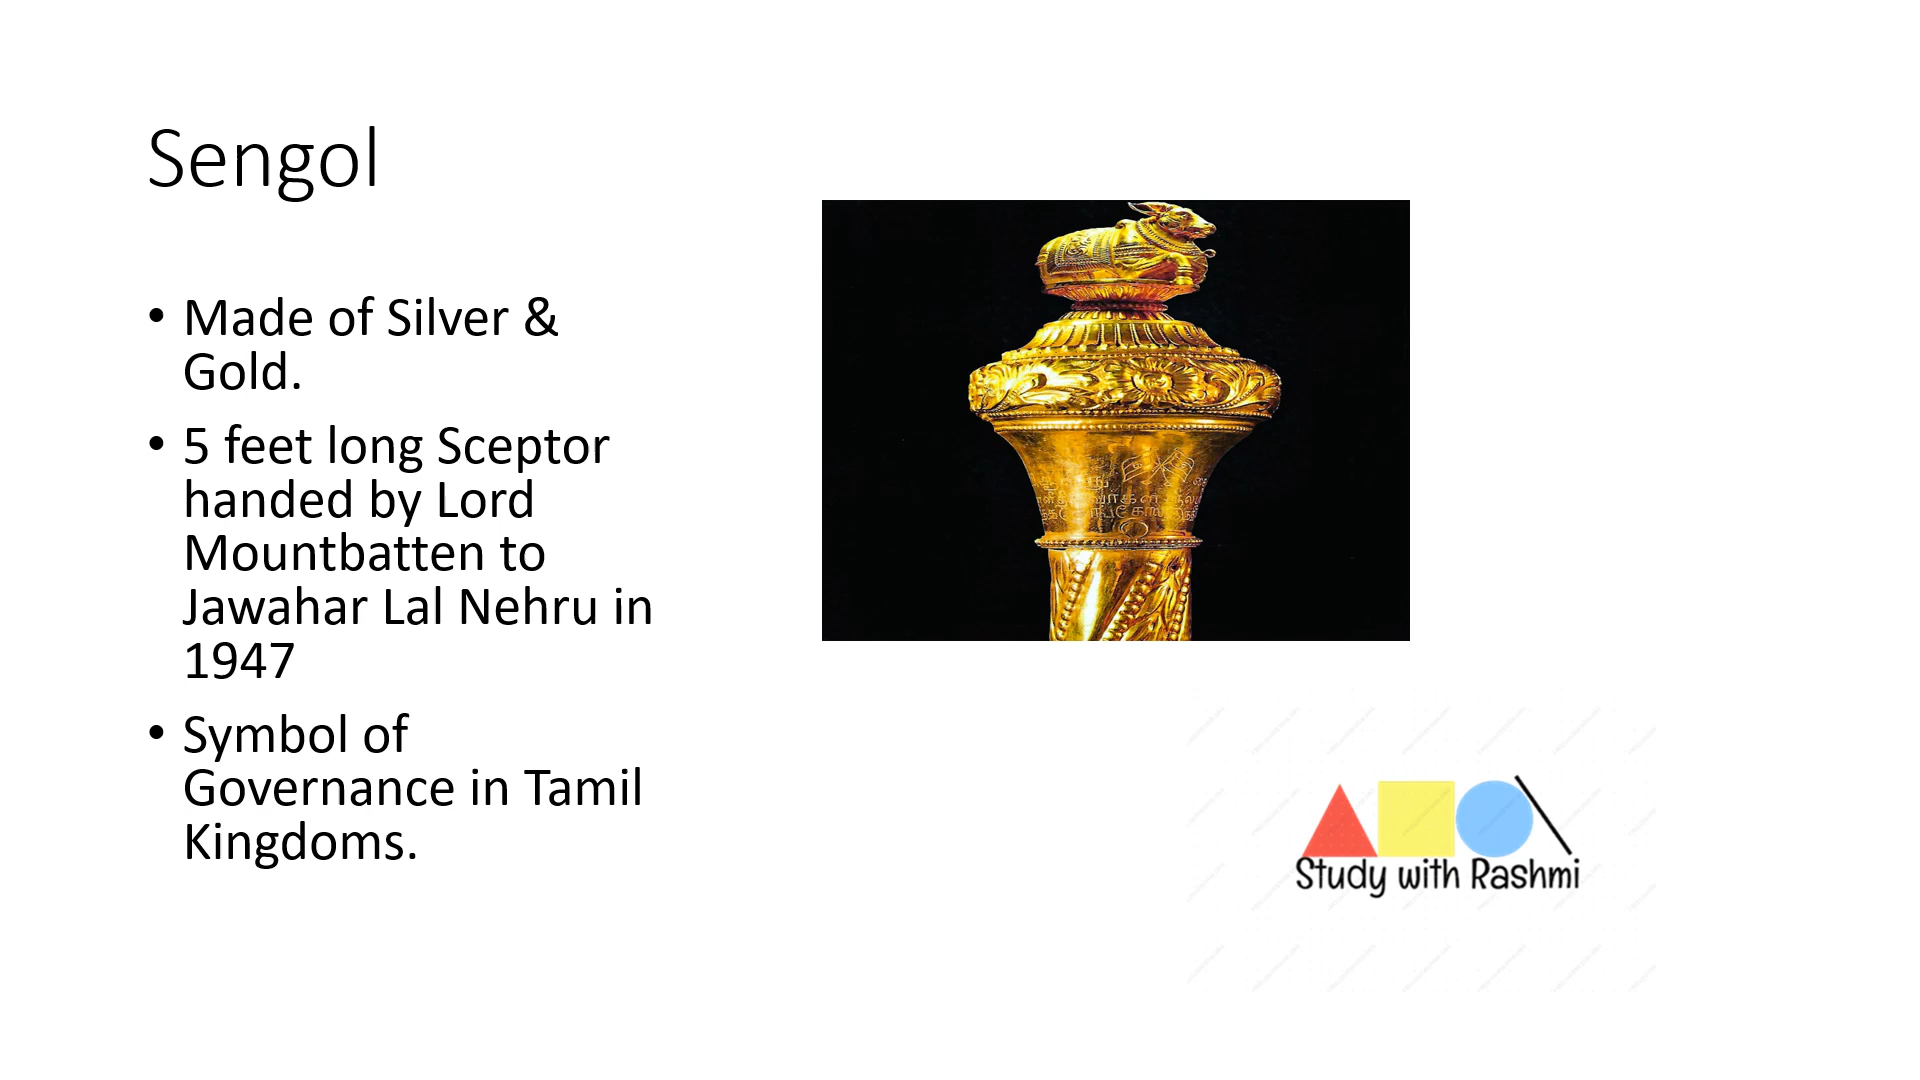 Sengol
• Made of Silver &
Gold.
• 5 feet long Sceptor
handed by Lord
Mountbatten to
Jawahar Lal Nehru in
1947
• Symbol of
Governance in Tamil
Kingdoms.
Study with Rashmi